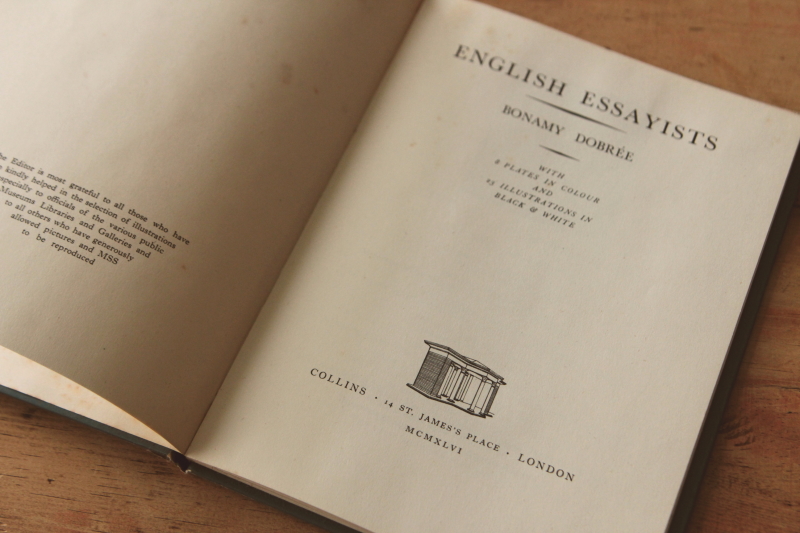 The Editor is most grateful to all those who have
kindly helped in the selection of illustrations
especially to officials of the various public
Museums Libraries and Galleries and
to all others who have generously
allowed pictures and MSS
to be reproduced
ENGLISH ESSAYISTS
BONAMY DOBRÉE
WITH
8 PLATES IN COLOUR
AND
25 ILLUSTRATIONS IN
BLACK & WHITE
COLLINS · 14 ST. JAMES'S PLACE · LONDON
MCMXLVI